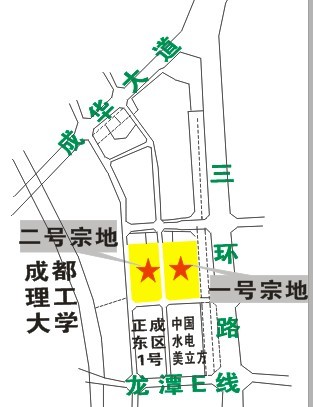 成华大道
三环路
二号宗地
一号宗地
成都
理工
大学
正成
东区
1号
中国
水电
美立方
龙潭E线